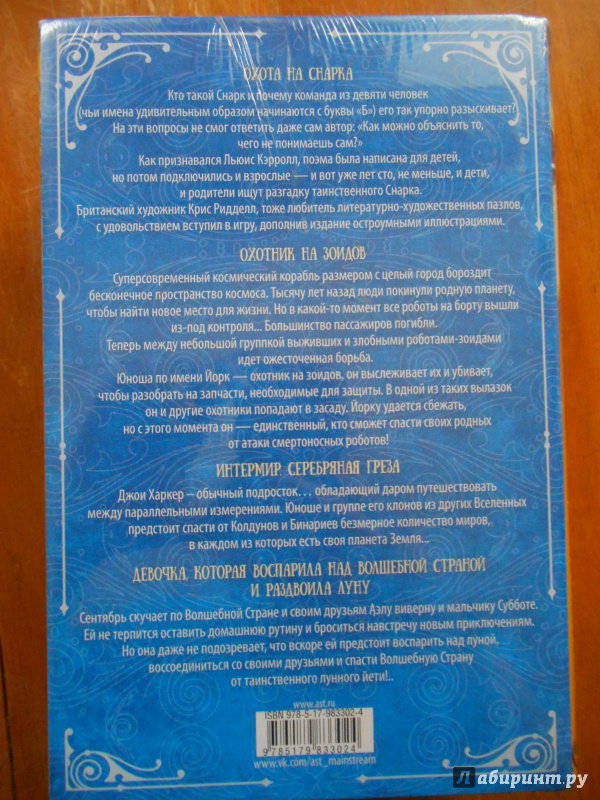 ОХОТА НА СНАРКА
Кто такой Снарк и почему команда из девяти человек
(чьи имена удивительным образом начинаются с буквы «Б») его так упорно разыскивает?
На эти вопросы не смог ответить даже сам автор: «Как можно объяснить то,
чего не понимаешь сам?»
Как признавался Льюис Кэрролл, поэма была написана для детей,
но потом подключились и взрослые — и вот уже лет сто, не меньше, и дети,
и родители ищут разгадку таинственного Снарка.
Британский художник Крис Ридделл, тоже любитель литературно-художественных пазлов,
с удовольствием вступил в игру, дополнив издание остроумными иллюстрациями.
ОХОТНИК НА ЗОИДОВ
Суперсовременный космический корабль размером с целый город бороздит
бесконечное пространство космоса. Тысячу лет назад люди покинули родную планету,
чтобы найти новое место для жизни. Но в какой-то момент все роботы на борту вышли
из-под контроля... Большинство пассажиров погибли.
Теперь между небольшой группкой выживших и злобными роботами-зоидами
идет ожесточенная борьба.
Юноша по имени Йорк — охотник на зоидов, он выслеживает их и убивает,
чтобы разобрать на запчасти, необходимые для защиты. В одной из таких вылазок
он и другие охотники попадают в засаду. Йорку удается сбежать,
но с этого момента он — единственный, кто сможет спасти своих родных
от атаки смертоносных роботов!
ИНТЕРМИР. СЕРЕБРЯНАЯ ГРЕЗА
Джои Харкер – обычный подросток... обладающий даром путешествовать
между параллельными измерениями. Юноше и группе его клонов из других Вселенных
предстоит спасти от Колдунов и Бинариев безмерное количество миров,
в каждом из которых есть своя планета Земля...
ДЕВОЧКА, КОТОРАЯ ВОСПАРИЛА НАД ВОЛШЕБНОЙ СТРАНОЙ
И РАЗДВОИЛА ЛУНУ
Сентябрь скучает по Волшебной Стране и своим друзьям Аэлу виверну и мальчику Субботе.
Ей не терпится оставить домашнюю рутину и броситься навстречу новым приключениям.
Но она даже не подозревает, что вскоре ей предстоит воспарить над луной,
воссоединиться со своими друзьями и спасти Волшебную Страну
от таинственного лунного йети!..
www.ast.ru
ISBN 978-5-17-983302-4
9 785179 833024
www.vk.com/ast_mainstream
Лабиринт.ру